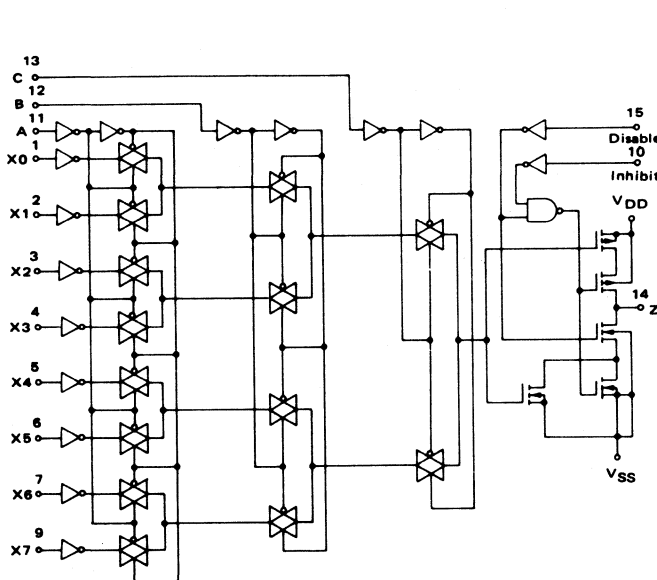 13
C
12
B
11
A
1
X0
2
X1
3
X2
4
X3
5
X4
6
X5
7
X6
9
X7
15
Disable
10
Inhibit
VDD
14
Z
VSS